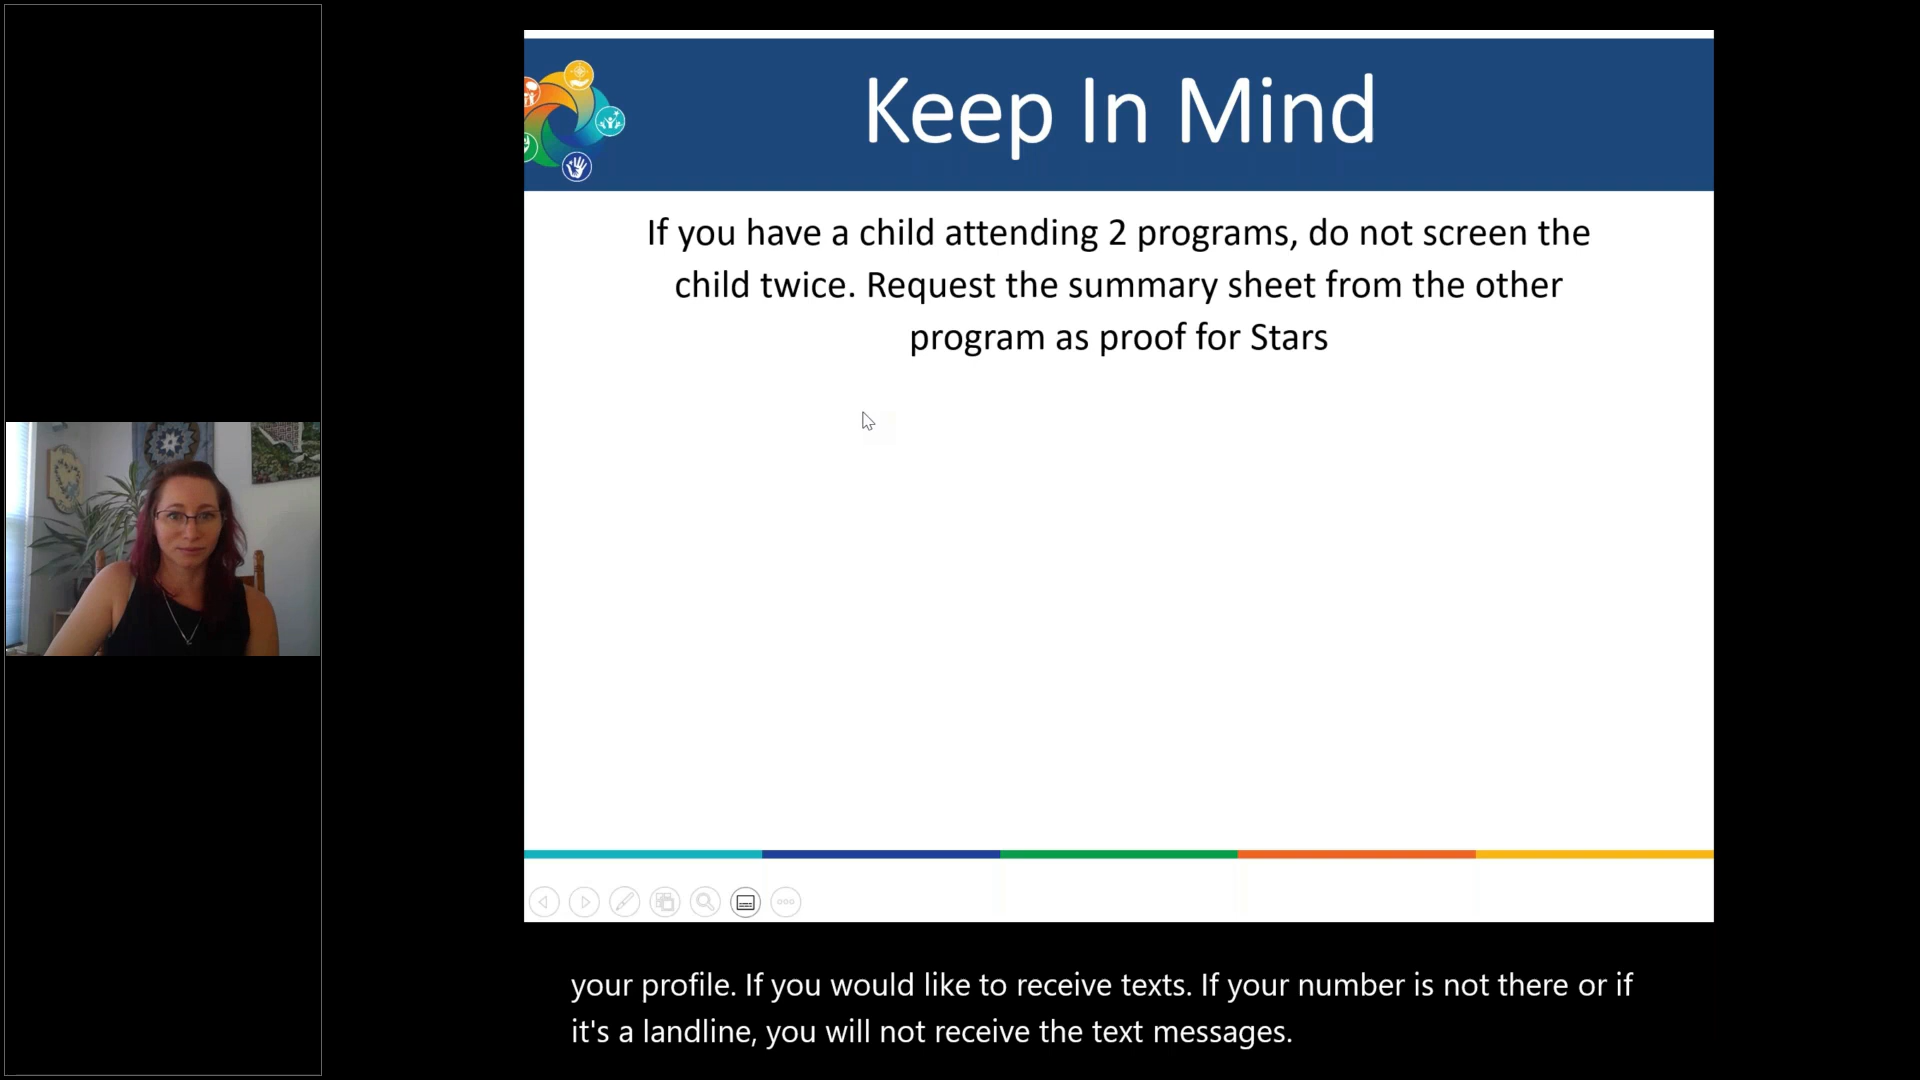 Keep In Mind
If you have a child attending 2 programs, do not screen the
child twice. Request the summary sheet from the other
program as proof for Stars
your profile. If you would like to receive texts. If your number is not there or if
it's a landline, you will not receive the text messages.